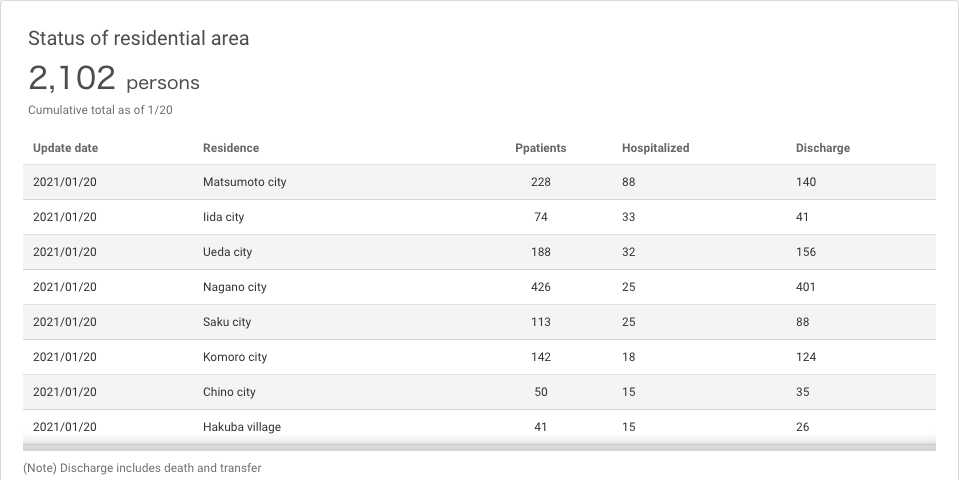 Status of residential area
2,102 persons
Cumulative total as of 1/20
Update date Residence Ppatients Hospitalized Discharge
2021/01/20 Matsumoto city 228 88 140
2021/01/20 Iida city 74 33 41
2021/01/20 Ueda city 188 32 156
2021/01/20 Nagano city 426 25 401
2021/01/20 Saku city 113 25 88
2021/01/20 Komoro city 142 18 124
2021/01/20 Chino city 50 15 35
2021/01/20 Hakuba village 41 15 26
(Note) Discharge includes death and transfer